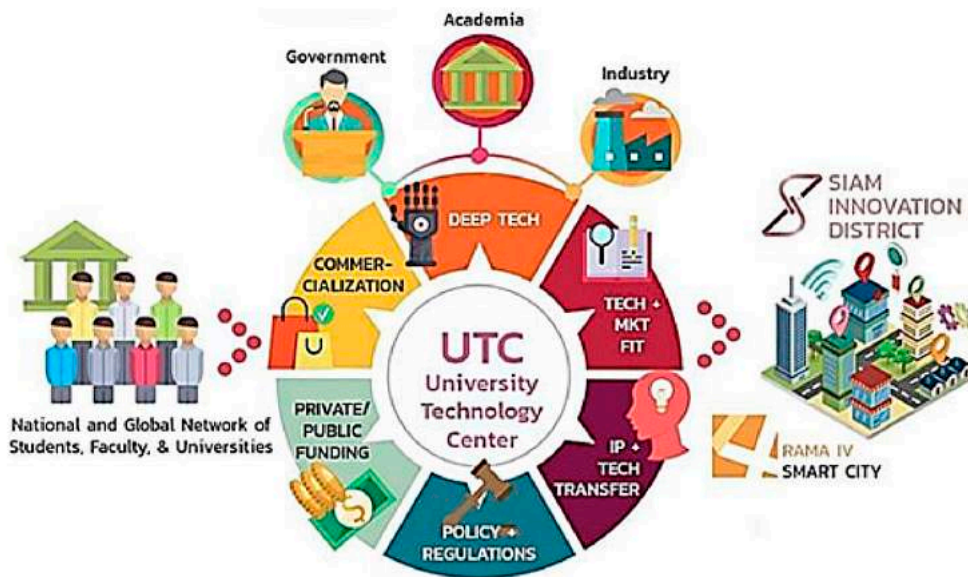 Academia
Government
Industry
DEEP TECH
COMMER-
CIALIZATION
TECH +
MKT
FIT
PRIVATE/
PUBLIC
FUNDING
IP +
TECH
TRANSFER
POLICY +
REGULATIONS
UTC
University
Technology
Center
National and Global Network of
Students, Faculty, & Universities
SIAM
INNOVATION
DISTRICT
RAMA IV
SMART CITY